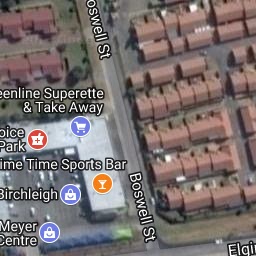 Boswell St
eenline Superette
& Take Away
oice
Park
ime Time Sports Bar
Birchleigh
Boswell St
Meyer
Centre
Elgi